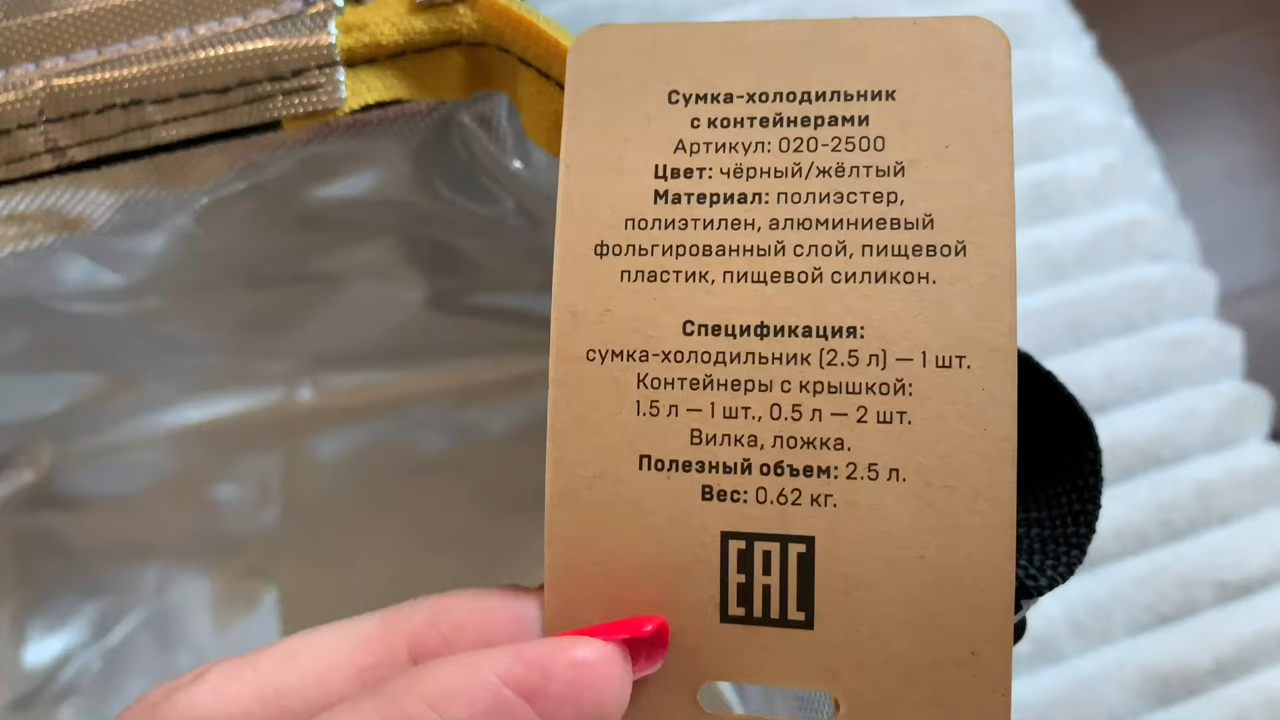 Сумка-холодильник
с контейнерами
Артикул: 020-2500
Цвет: чёрный/жёлтый
Материал: полиэстер,
полиэтилен, алюминиевый
фольгированный слой, пищевой
пластик, пищевой силикон.
Спецификация:
сумка-холодильник (2.5 л) — 1 шт.
Контейнеры с крышкой:
1.5 л — 1 шт., 0.5 л — 2 шт.
Вилка, ложка.
Полезный объем: 2.5 л.
Вес: 0.62 кг.
EAC